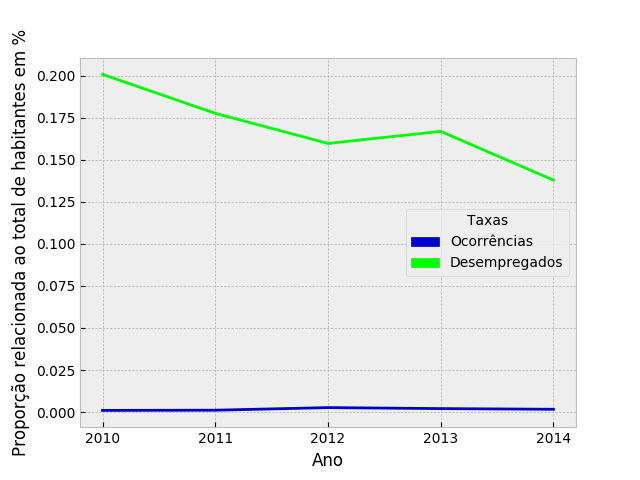 Proporção relacionada ao total de habitantes em %
0.200
0.175
0.150
0.125
0.100
0.075
0.050
0.025
0.000
Taxas
Ocorrências
Desempregados
2010 2011 2012 2013 2014
Ano